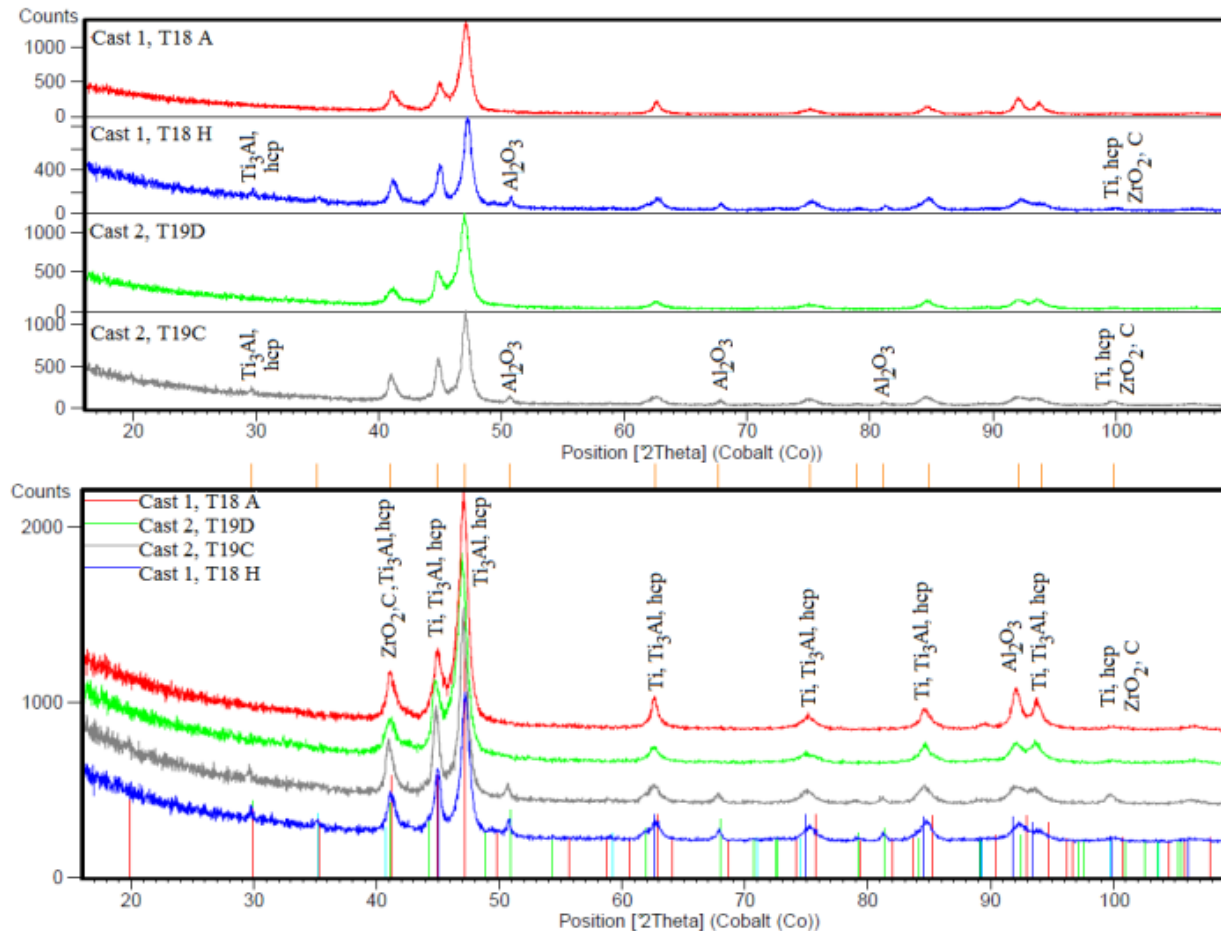 Counts
Cast 1, T18 A
1000
500
0
Cast 1, T18 H
Ti3Al, hcp
Al2O3
Ti, hcp
ZrO2, C
400
0
Cast 2, T19D
1000
500
0
Cast 2, T19C
Ti3Al, hcp
Al2O3
Al2O3
Al2O3
Ti, hcp
ZrO2, C
1000
500
0
20 30 40 50 60 70 80 90 100
Position [°2Theta] (Cobalt (Co))
Counts
Cast 1, T18 A
Cast 2, T19D
Cast 2, T19C
Cast 1, T18 H
ZrO2, C, Ti3Al, hcp
Ti, Ti3Al, hcp
Ti3Al, hcp
Ti, Ti3Al, hcp
Ti, Ti3Al, hcp
Ti, Ti3Al, hcp
Al2O3
Ti, Ti3Al, hcp
Ti, hcp
ZrO2, C
2000
1000
0
20 30 40 50 60 70 80 90 100
Position [°2Theta] (Cobalt (Co))